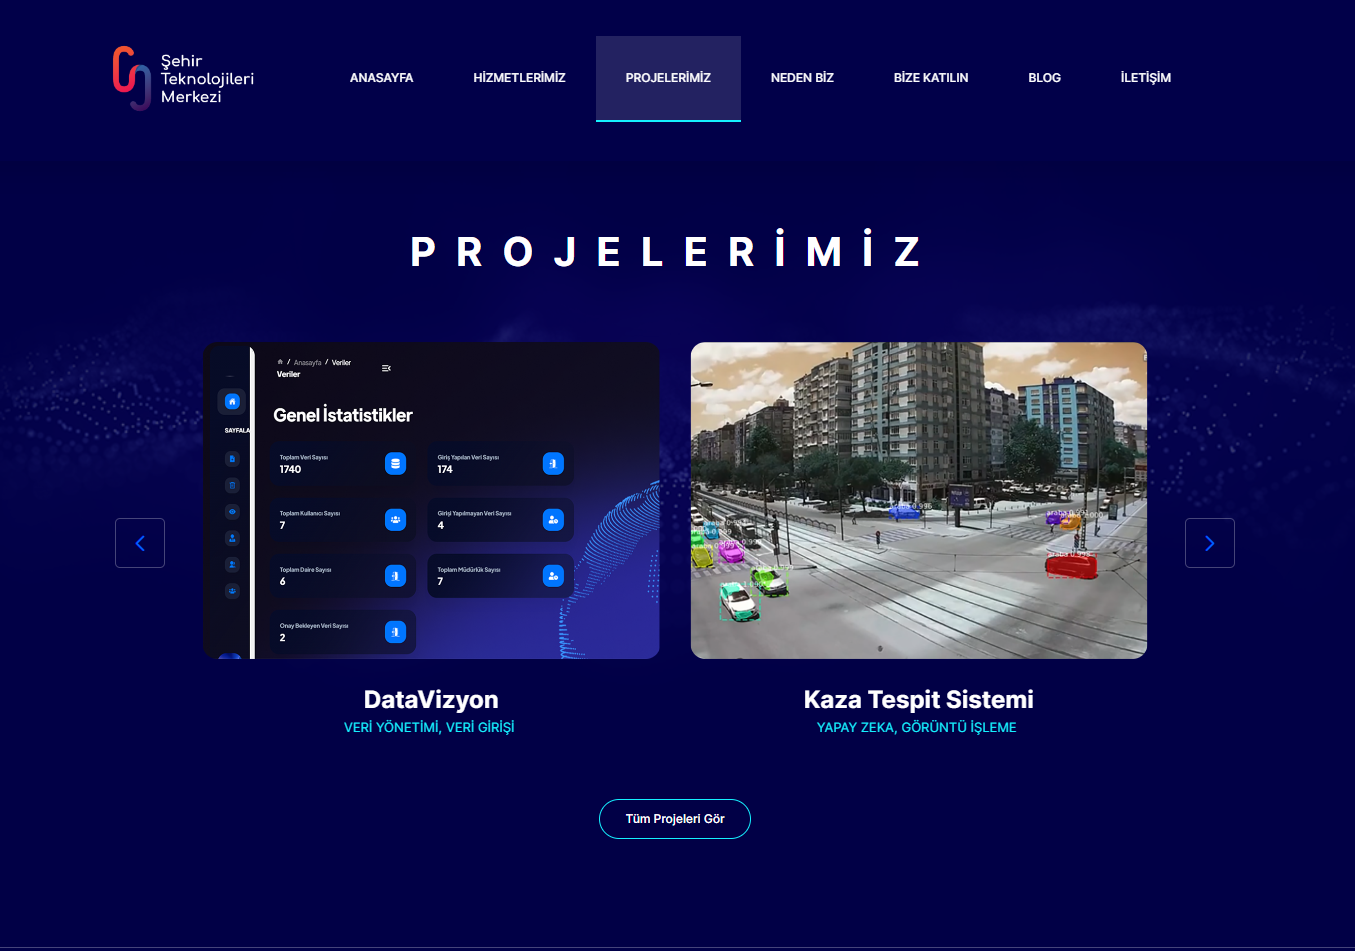 Şehir
Teknolojileri
Merkezi
ANASAYFA
HİZMETLERİMİZ
PROJELERİMİZ
NEDEN BİZ
BİZE KATILIN
BLOG
İLETİŞİM
PROJELERİMİZ
/ Anasayfa / Veriler
Veriler
SAYFALA
Genel İstatistikler
Toplam Veri Sayısı
1740
Giriş Yapılan Veri Sayısı
174
Toplam Kullanıcı Sayısı
7
Girişi Yapılmayan Veri Sayısı
4
Toplam Daire Sayısı
6
Toplam Müdürlük Sayısı
7
Onay Bekleyen Veri Sayısı
2
araba 0.996
DataVizyon
VERİ YÖNETİMİ, VERİ GİRİŞİ
Kaza Tespit Sistemi
YAPAY ZEKA, GÖRÜNTÜ İŞLEME
Tüm Projeleri Gör